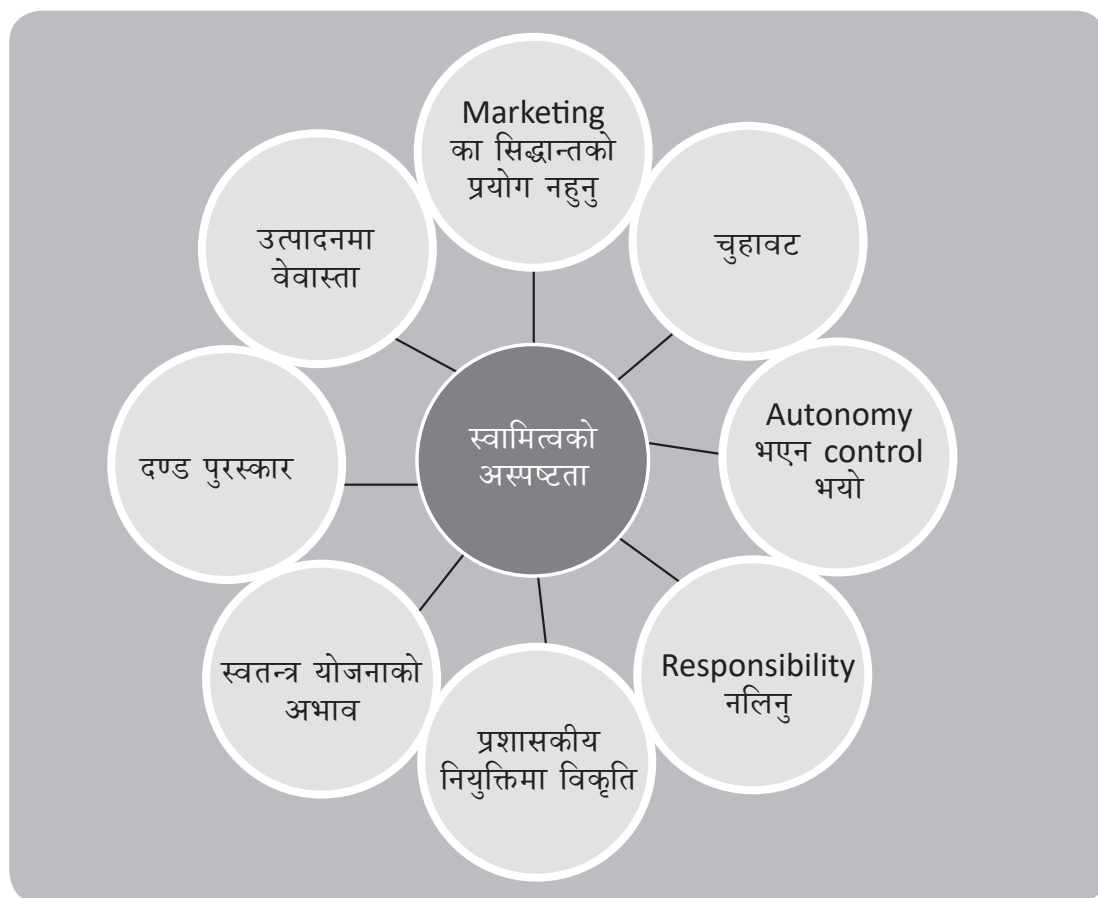 Marketing
का सिद्धान्तको
प्रयोग नहुनु
चुहावट
Autonomy
भएन control
भयो
Responsibility
नलिनु
प्रशासकीय
नियुक्तिमा विकृति
स्वतन्त्र योजनाको
अभाव
दण्ड पुरस्कार
उत्पादनमा
वेवास्ता
स्वामित्वको
अस्पष्टता